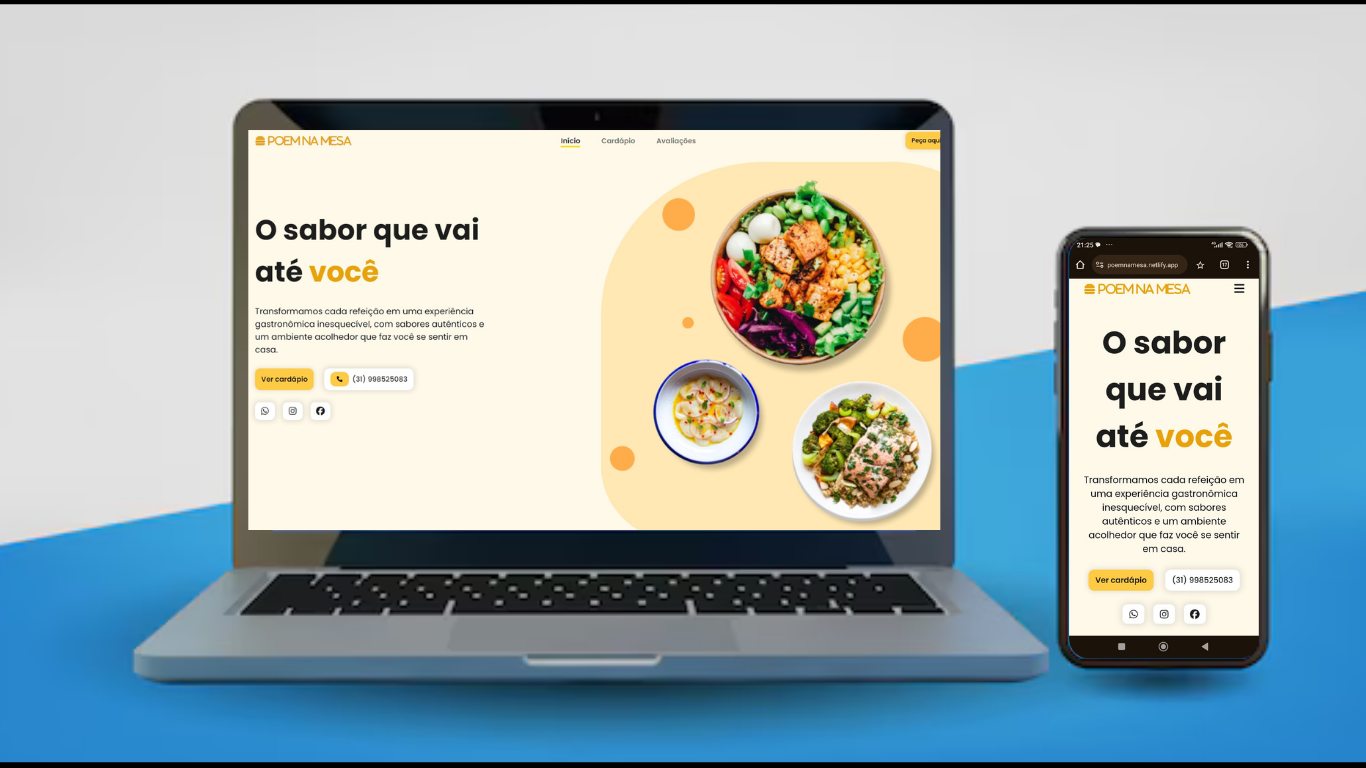 POEM NA MESA
Início Cardápio Avaliações
Peça aqui
O sabor que vai
até você
Transformamos cada refeição em uma experiência
gastronômica inesquecível, com sabores autênticos e
um ambiente acolhedor que faz você se sentir em
casa.
Ver cardápio (31) 998525083
21:25
poemnamesa.netlify.app 17
POEM NA MESA
O sabor
que vai
até você
Transformamos cada refeição em
uma experiência gastronômica
inesquecível, com sabores
autênticos e um ambiente
acolhedor que faz você se sentir
em casa.
Ver cardápio (31) 998525083